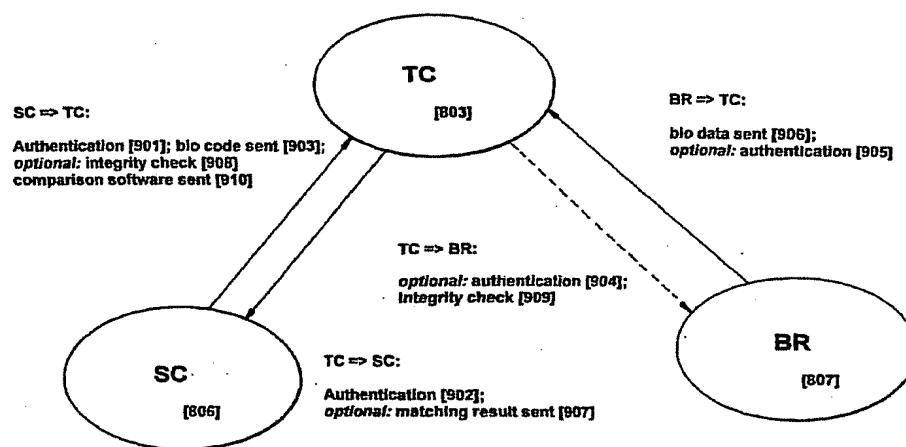 TC
[803]
SC => TC:
Authentication [901]; bio code sent [903];
optional: integrity check [908]
comparison software sent [910]
BR => TC:
bio data sent [906];
optional: authentication [905]
TC => BR:
optional: authentication [904];
integrity check [909]
SC
[806]
TC => SC:
Authentication [902];
optional: matching result sent [907]
BR
[807]